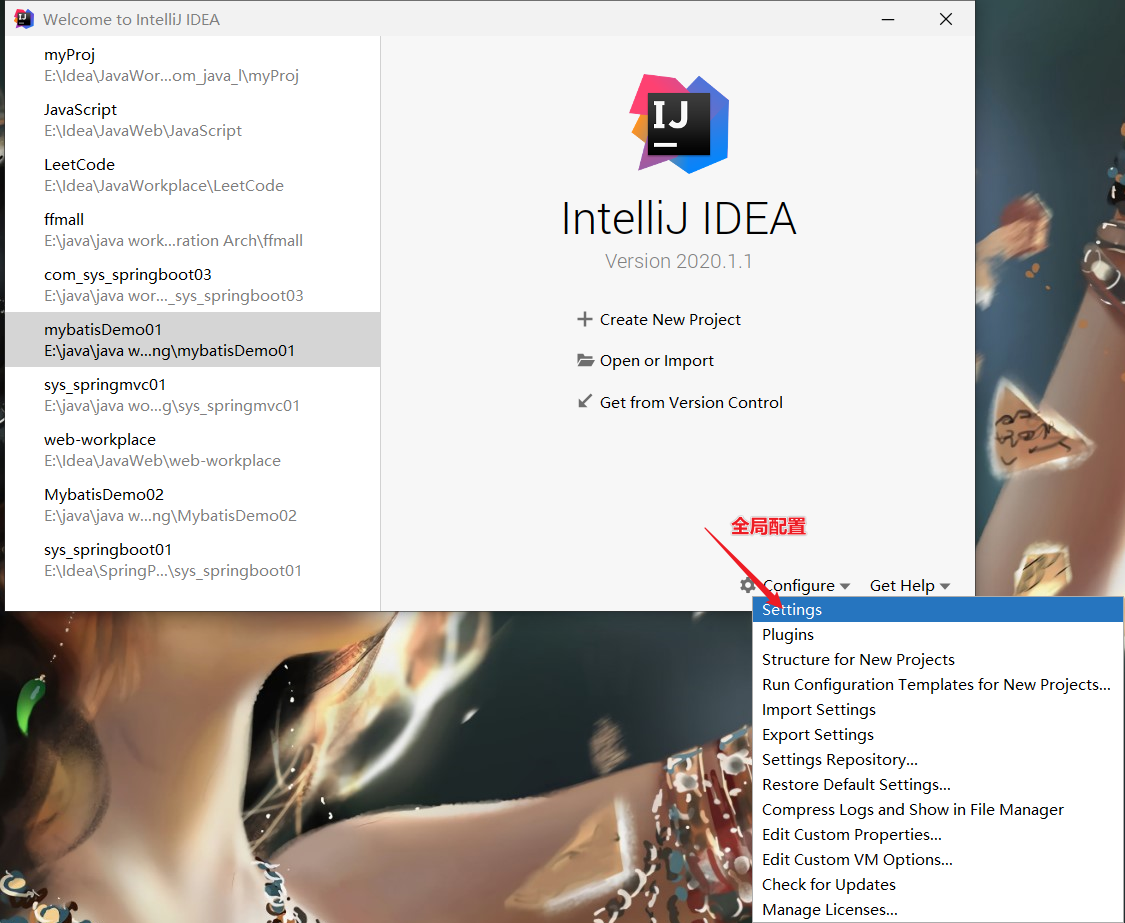 Welcome to IntelliJ IDEA
myProj
E:\Idea\JavaWor...om_java_l\myProj
JavaScript
E:\Idea\JavaWeb\JavaScript
LeetCode
E:\Idea\JavaWorkplace\LeetCode
ffmall
E:\java\java work...ration Arch\ffmall
com_sys_springboot03
E:\java\java wor..._sys_springboot03
mybatisDemo01
E:\java\java w...ng\mybatisDemo01
sys_springmvc01
E:\java\java wo...g\sys_springmvc01
web-workplace
E:\Idea\JavaWeb\web-workplace
MybatisDemo02
E:\java\java w...ng\MybatisDemo02
sys_springboot01
E:\Idea\SpringP...\sys_springboot01
IJ
IntelliJ IDEA
Version 2020.1.1
Create New Project
Open or Import
Get from Version Control
全局配置
Configure
Get Help
Settings
Plugins
Structure for New Projects
Run Configuration Templates for New Projects...
Import Settings
Export Settings
Settings Repository...
Restore Default Settings...
Compress Logs and Show in File Manager
Edit Custom Properties...
Edit Custom VM Options...
Check for Updates
Manage Licenses...